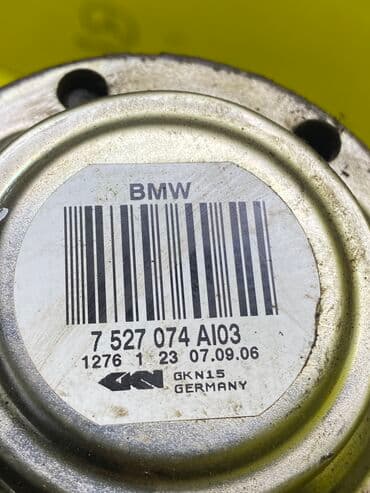 BMW
7 527 074 AI03
1276 1 23 07.09.06
GKN GKN15
GERMANY